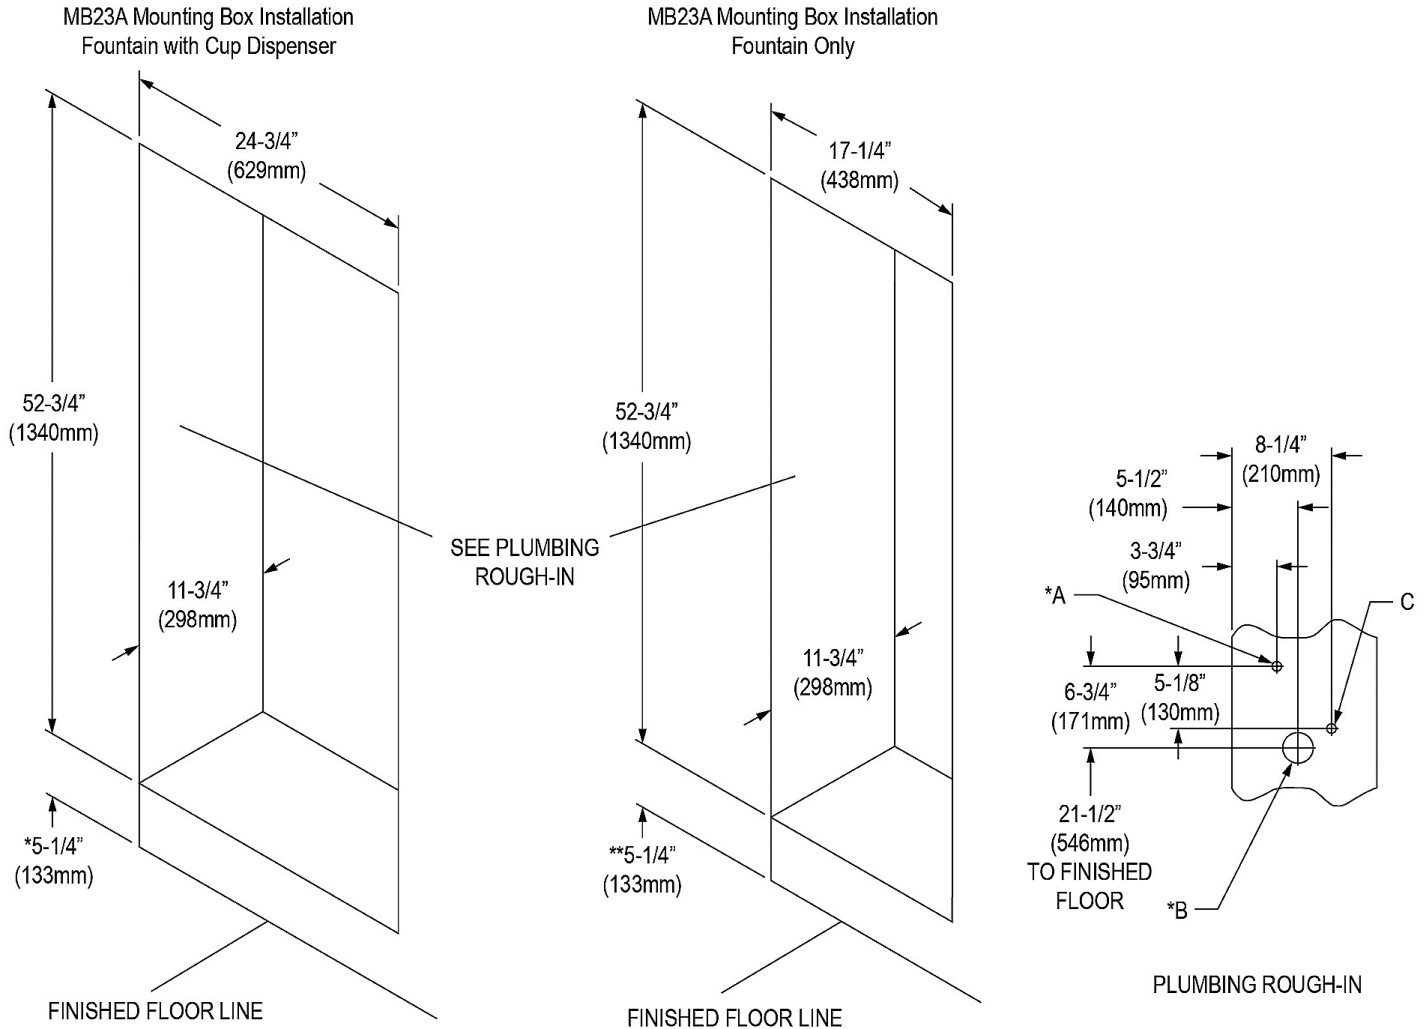 MB23A Mounting Box Installation
Fountain with Cup Dispenser
24-3/4”
(629mm)
52-3/4”
(1340mm)
11-3/4”
(298mm)
*5-1/4”
(133mm)
FINISHED FLOOR LINE
SEE PLUMBING
ROUGH-IN
MB23A Mounting Box Installation
Fountain Only
17-1/4”
(438mm)
52-3/4”
(1340mm)
11-3/4”
(298mm)
**5-1/4”
(133mm)
FINISHED FLOOR LINE
8-1/4”
(210mm)
5-1/2”
(140mm)
3-3/4”
(95mm)
*A
C
6-3/4”
(171mm)
5-1/8”
(130mm)
21-1/2”
(546mm)
TO FINISHED
FLOOR
*B
PLUMBING ROUGH-IN